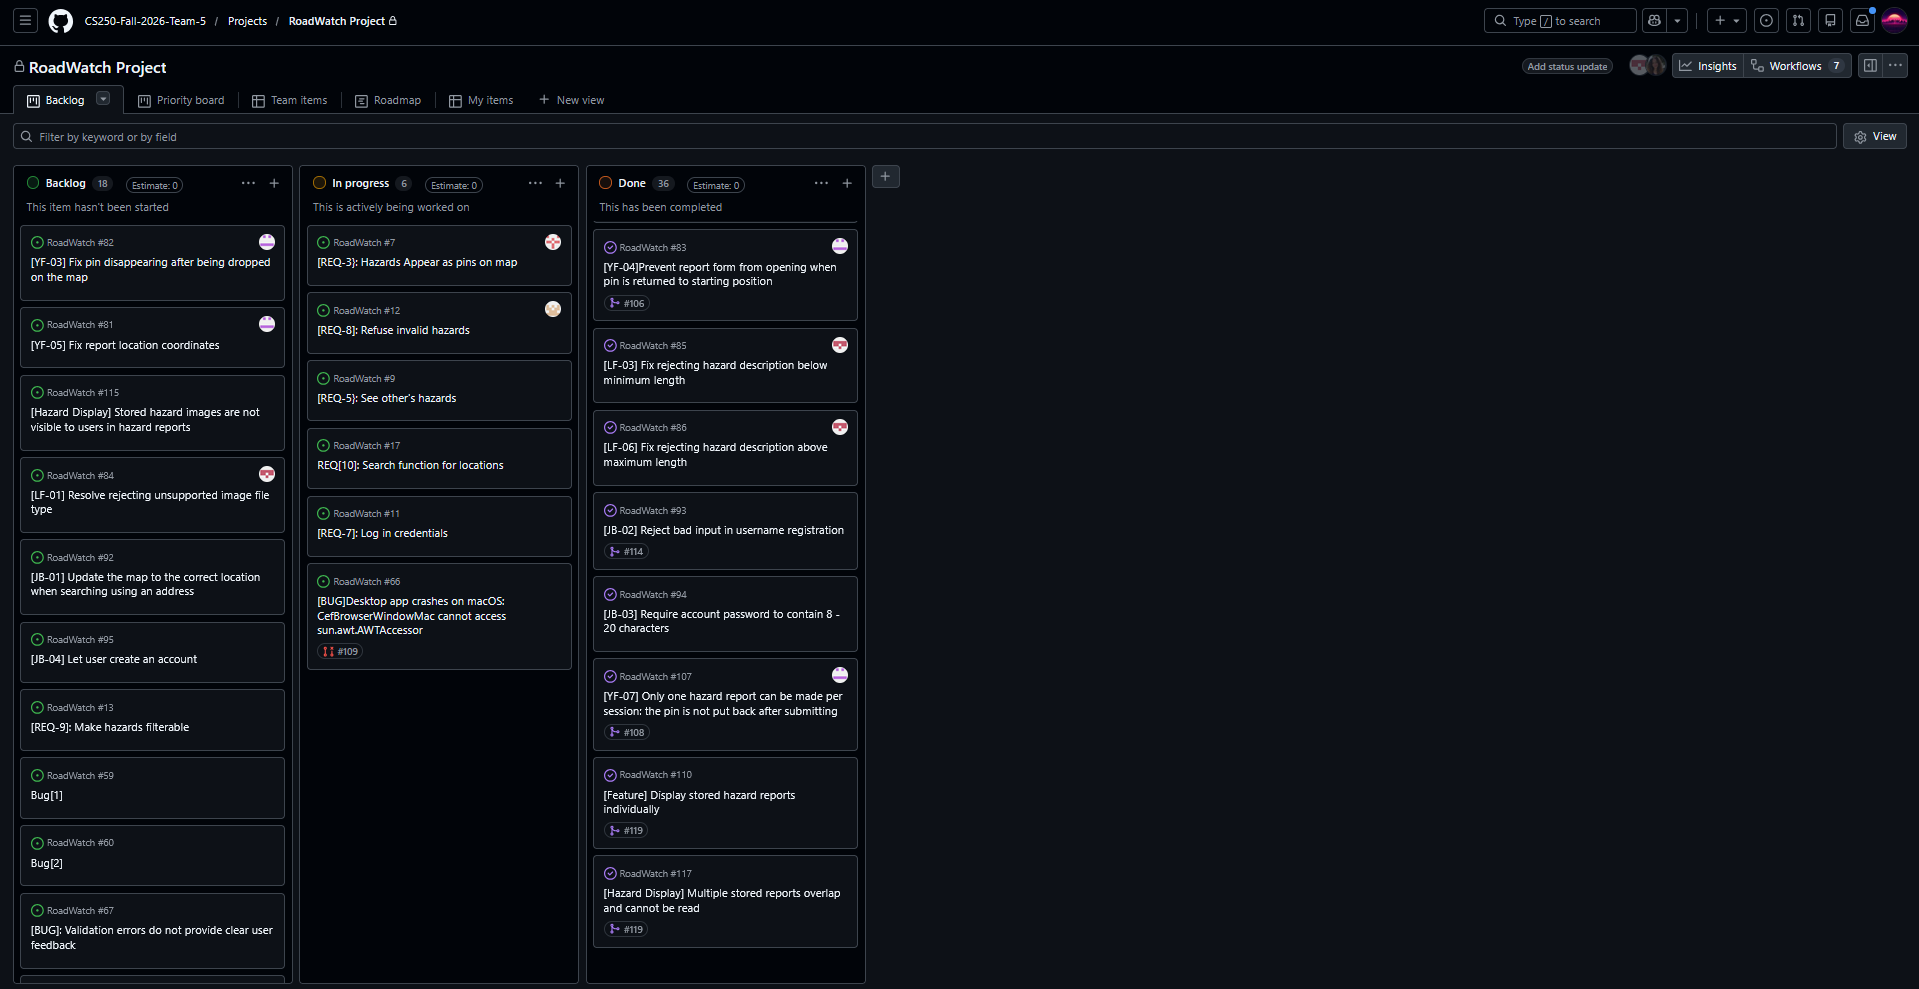 CS250-Fall-2026-Team-5 / Projects / RoadWatch Project
Type / to search
RoadWatch Project
Add status update
Insights
Workflows 7
Backlog
Priority board
Team items
Roadmap
My items
New view
Filter by keyword or by field
View
Backlog 18 Estimate: 0
This item hasn't been started
RoadWatch #82
[YF-03] Fix pin disappearing after being dropped
on the map
RoadWatch #81
[YF-05] Fix report location coordinates
RoadWatch #115
[Hazard Display] Stored hazard images are not
visible to users in hazard reports
RoadWatch #84
[LF-01] Resolve rejecting unsupported image file
type
RoadWatch #92
[JB-01] Update the map to the correct location
when searching using an address
RoadWatch #95
[JB-04] Let user create an account
RoadWatch #13
[REQ-9]: Make hazards filterable
RoadWatch #59
Bug[1]
RoadWatch #60
Bug[2]
RoadWatch #67
[BUG]: Validation errors do not provide clear user
feedback
In progress 6 Estimate: 0
This is actively being worked on
RoadWatch #7
[REQ-3}: Hazards Appear as pins on map
RoadWatch #12
[REQ-8]: Refuse invalid hazards
RoadWatch #9
[REQ-5}: See other's hazards
RoadWatch #17
REQ[10]: Search function for locations
RoadWatch #11
[REQ-7]: Log in credentials
RoadWatch #66
[BUG]Desktop app crashes on macOS:
CefBrowserWindowMac cannot access
sun.awt.AWTAccessor
#109
Done 36 Estimate: 0
This has been completed
RoadWatch #83
[YF-04]Prevent report form from opening when
pin is returned to starting position
#106
RoadWatch #85
[LF-03] Fix rejecting hazard description below
minimum length
RoadWatch #86
[LF-06] Fix rejecting hazard description above
maximum length
RoadWatch #93
[JB-02] Reject bad input in username registration
#114
RoadWatch #94
[JB-03] Require account password to contain 8 -
20 characters
RoadWatch #107
[YF-07] Only one hazard report can be made per
session: the pin is not put back after submitting
#108
RoadWatch #110
[Feature] Display stored hazard reports
individually
#119
RoadWatch #117
[Hazard Display] Multiple stored reports overlap
and cannot be read
#119